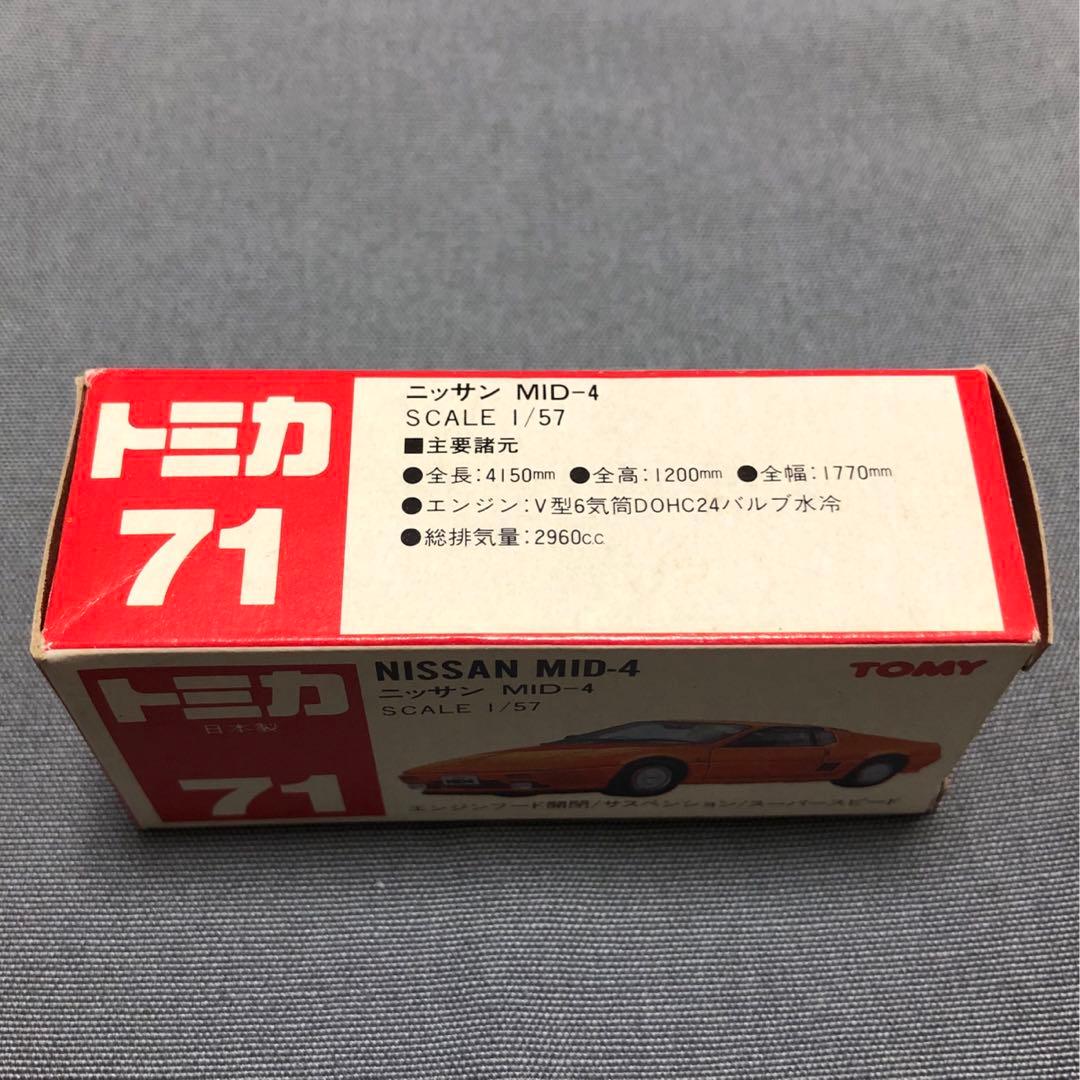 トミカ
71
ニッサン MID-4
SCALE 1/57
■主要諸元
●全長:4150mm ●全高:1200mm ●全幅:1770mm
●エンジン:V型6気筒DOHC24バルブ水冷
●総排気量:2960c.c.
トミカ
日本製
71
NISSAN MID-4
ニッサン MID-4
SCALE 1/57
TOMY
エンジンフード開閉/サスペンション/スーパースピード